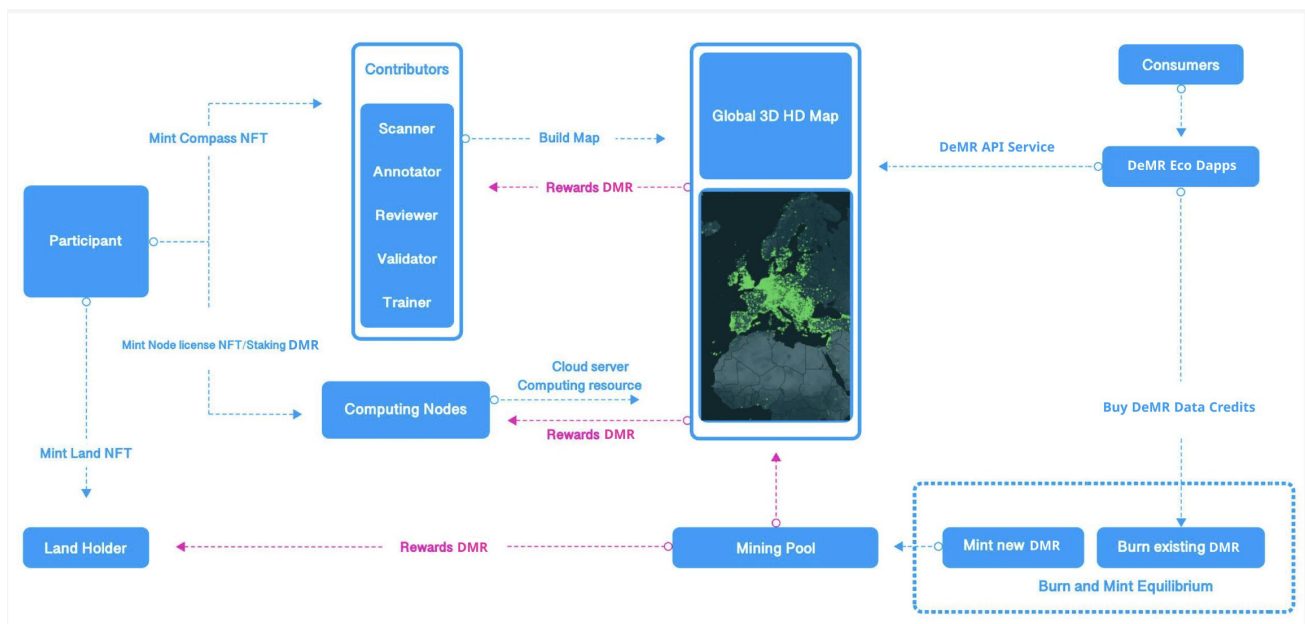 Contributors
Consumers
Scanner
Global 3D HD Map
Mint Compass NFT
Build Map
DeMR API Service
DeMR Eco Dapps
Annotator
Rewards DMR
Reviewer
Participant
Validator
Trainer
Mint Node license NFT/Staking DMR
Cloud server
Computing resource
Computing Nodes
Buy DeMR Data Credits
Rewards DMR
Mint Land NFT
Land Holder
Rewards DMR
Mining Pool
Mint new DMR
Burn existing DMR
Burn and Mint Equilibrium